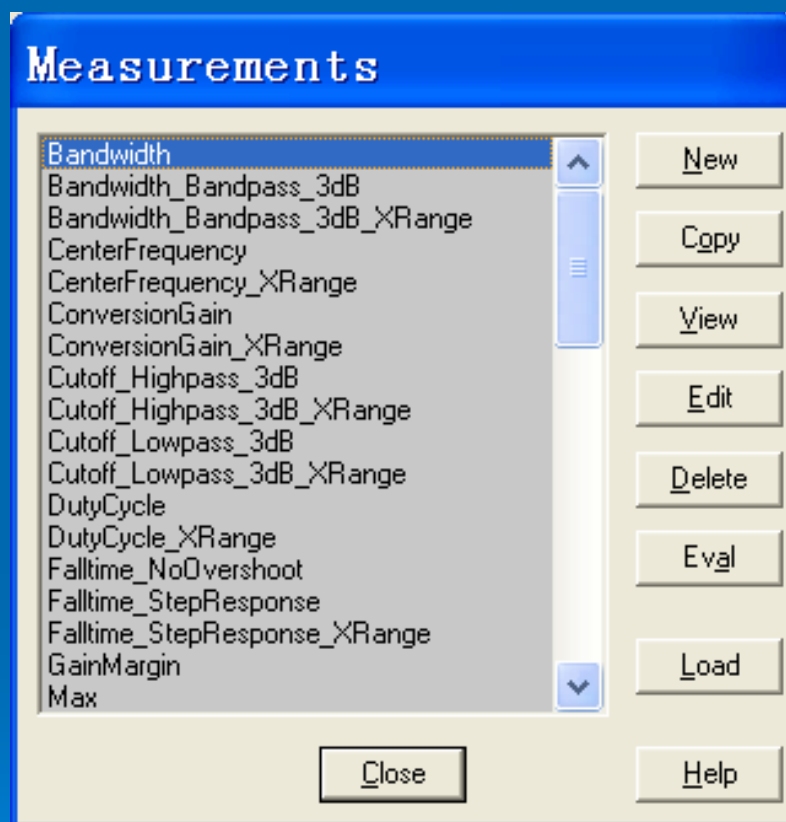 Measurements
Bandwidth
Bandwidth_Bandpass_3dB
Bandwidth_Bandpass_3dB_XRange
CenterFrequency
CenterFrequency_XRange
ConversionGain
ConversionGain_XRange
Cutoff_Highpass_3dB
Cutoff_Highpass_3dB_XRange
Cutoff_Lowpass_3dB
Cutoff_Lowpass_3dB_XRange
DutyCycle
DutyCycle_XRange
Falltime_NoOvershoot
Falltime_StepResponse
Falltime_StepResponse_XRange
GainMargin
Max
New
Copy
View
Edit
Delete
Eval
Load
Close
Help